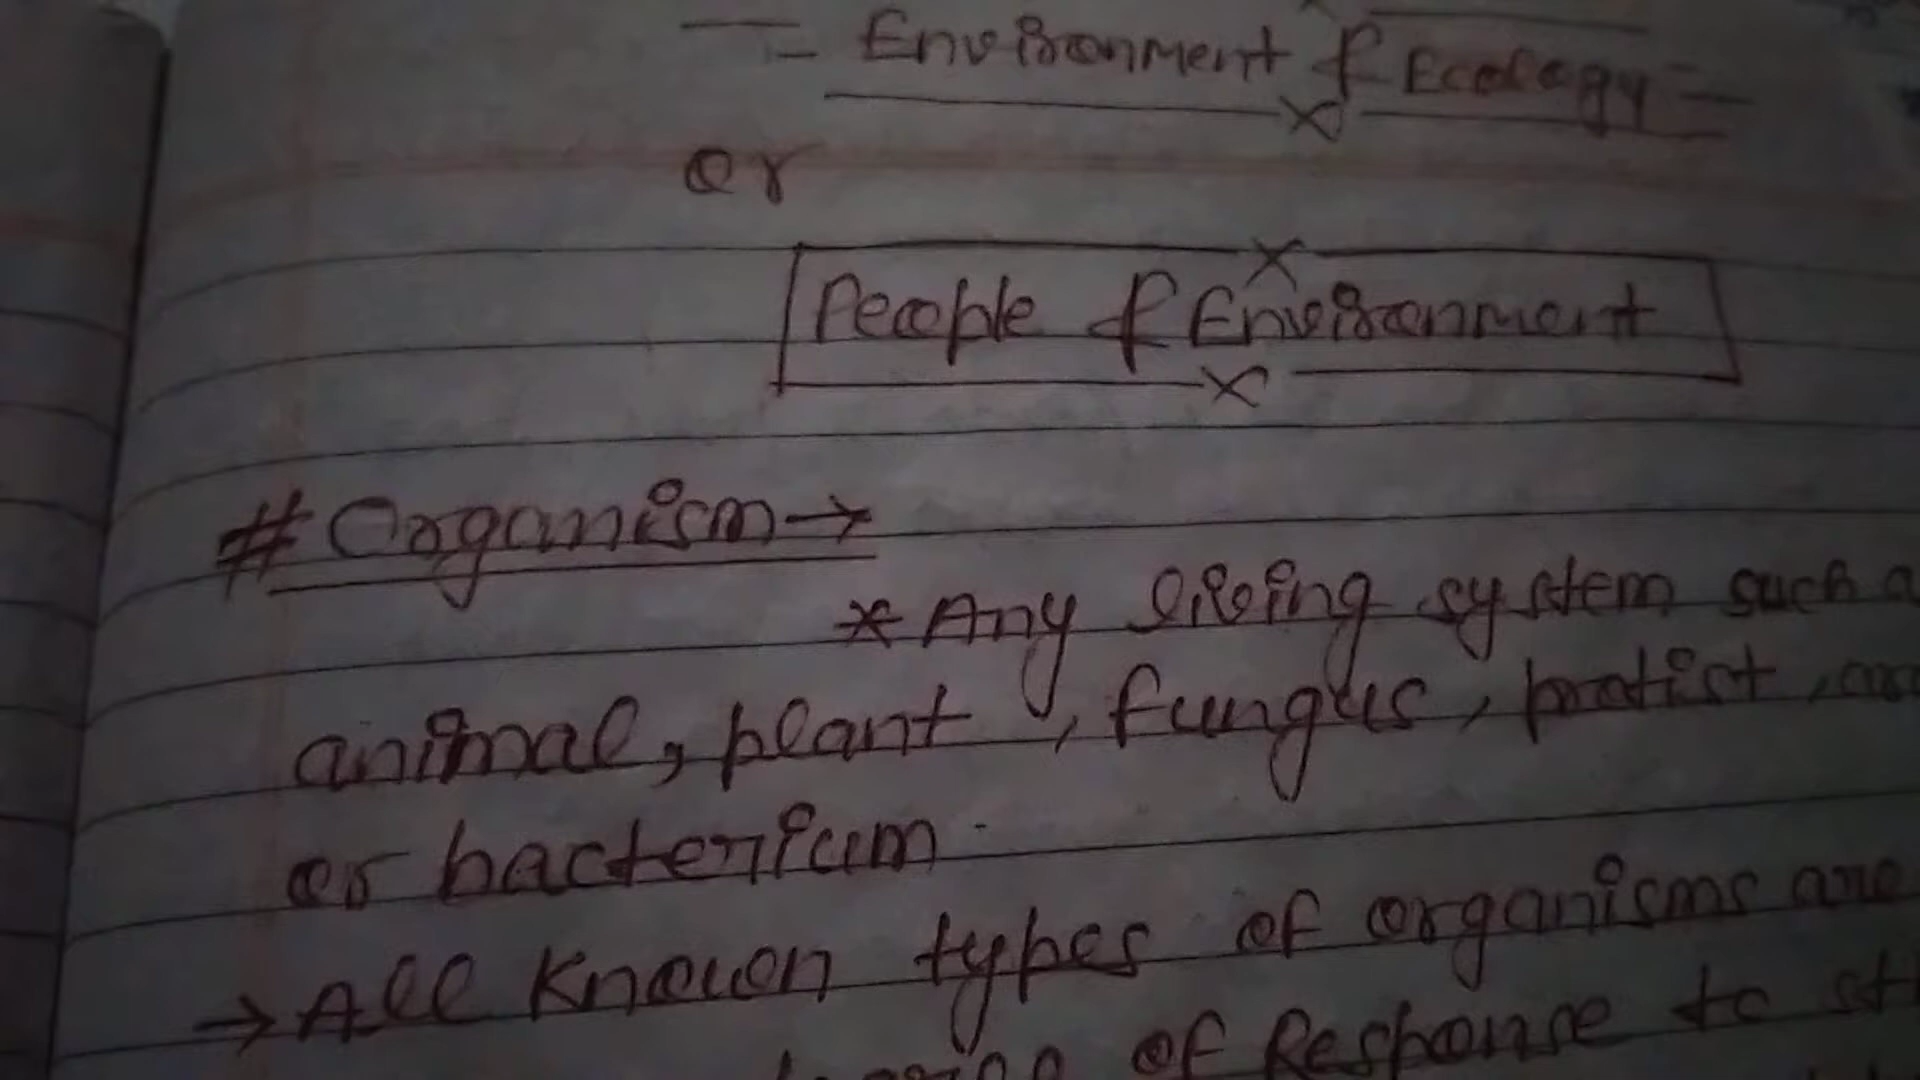 = Environment & Ecology =
or
People & Environment
# Organism →
* Any living system such a
animal, plant, fungus, protist,
or bacterium.
→ All known types of organisms are
of Response to